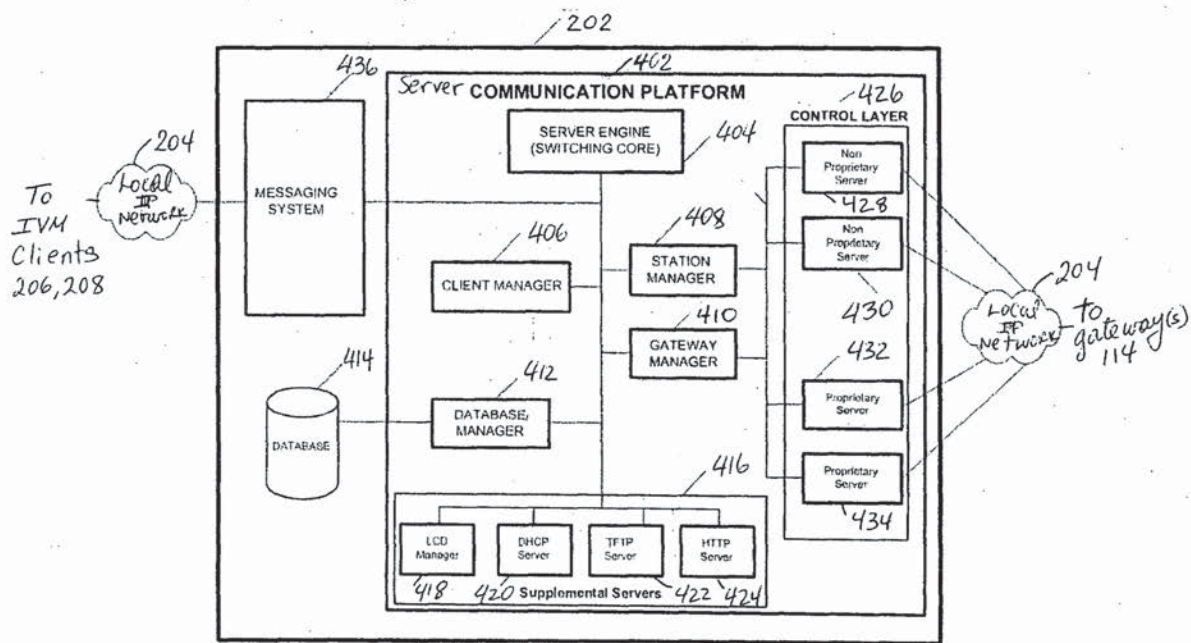 202
436
402
Server COMMUNICATION PLATFORM
426
CONTROL LAYER
SERVER ENGINE
(SWITCHING CORE)
404
204
Local
IP
Network
To
IVM
Clients
206, 208
MESSAGING
SYSTEM
Non
Proprietary
Server
428
406
CLIENT MANAGER
408
STATION
MANAGER
Non
Proprietary
Server
430
204
Local
IP
Network
To
gateway(s)
114
410
GATEWAY
MANAGER
432
Proprietary
Server
414
DATABASE
412
DATABASE
MANAGER
416
Proprietary
Server
434
LCD
Manager
418
DHCP
Server
420
TFTP
Server
422
HTTP
Server
424
Supplemental Servers